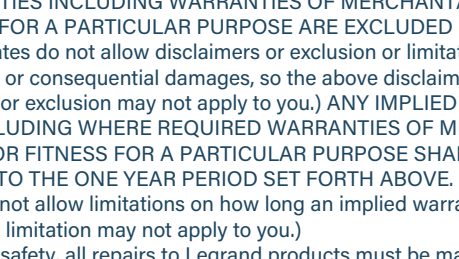 TIES INCLUDING WARRANTIES OF MERCHANTA
FOR A PARTICULAR PURPOSE ARE EXCLUDED
ates do not allow disclaimers or exclusion or limitat
or consequential damages, so the above disclaim
or exclusion may not apply to you.) ANY IMPLIED
LUDING WHERE REQUIRED WARRANTIES OF M
OR FITNESS FOR A PARTICULAR PURPOSE SHA
TO THE ONE YEAR PERIOD SET FORTH ABOVE.
not allow limitations on how long an implied warra
limitation may not apply to you.)
safety, all repairs to Legrand products must be ma